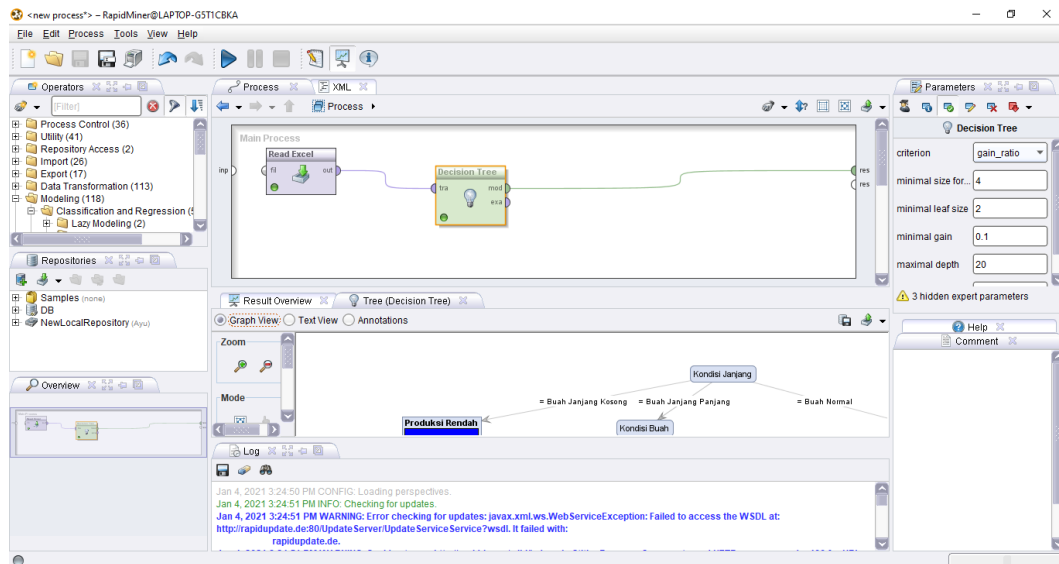 <new process*> – RapidMiner@LAPTOP-G5T1CBKA
File Edit Process Tools View Help
Operators
[Filter]
Process Control (36)
Utility (41)
Repository Access (2)
Import (26)
Export (17)
Data Transformation (113)
Modeling (118)
Classification and Regression (
Lazy Modeling (2)
Repositories
Samples (none)
DB
NewLocalRepository (Ayu)
Overview
Process XML
Process
Main Process
Read Excel
inp fil out
Decision Tree
tra mod
exa
res
res
Result Overview Tree (Decision Tree)
Graph View Text View Annotations
Zoom
Mode
Kondisi Janjang
= Buah Janjang Kosong = Buah Janjang Panjang = Buah Normal
Produksi Rendah
Kondisi Buah
Log
Jan 4, 2021 3:24:50 PM CONFIG: Loading perspectives.
Jan 4, 2021 3:24:51 PM INFO: Checking for updates.
Jan 4, 2021 3:24:51 PM WARNING: Error checking for updates: javax.xml.ws.WebServiceException: Failed to access the WSDL at:
http://rapidupdate.de:80/UpdateServer/UpdateServiceService?wsdl. It failed with:
rapidupdate.de.
Parameters
Decision Tree
criterion gain_ratio
minimal size for... 4
minimal leaf size 2
minimal gain 0.1
maximal depth 20
3 hidden expert parameters
Help
Comment